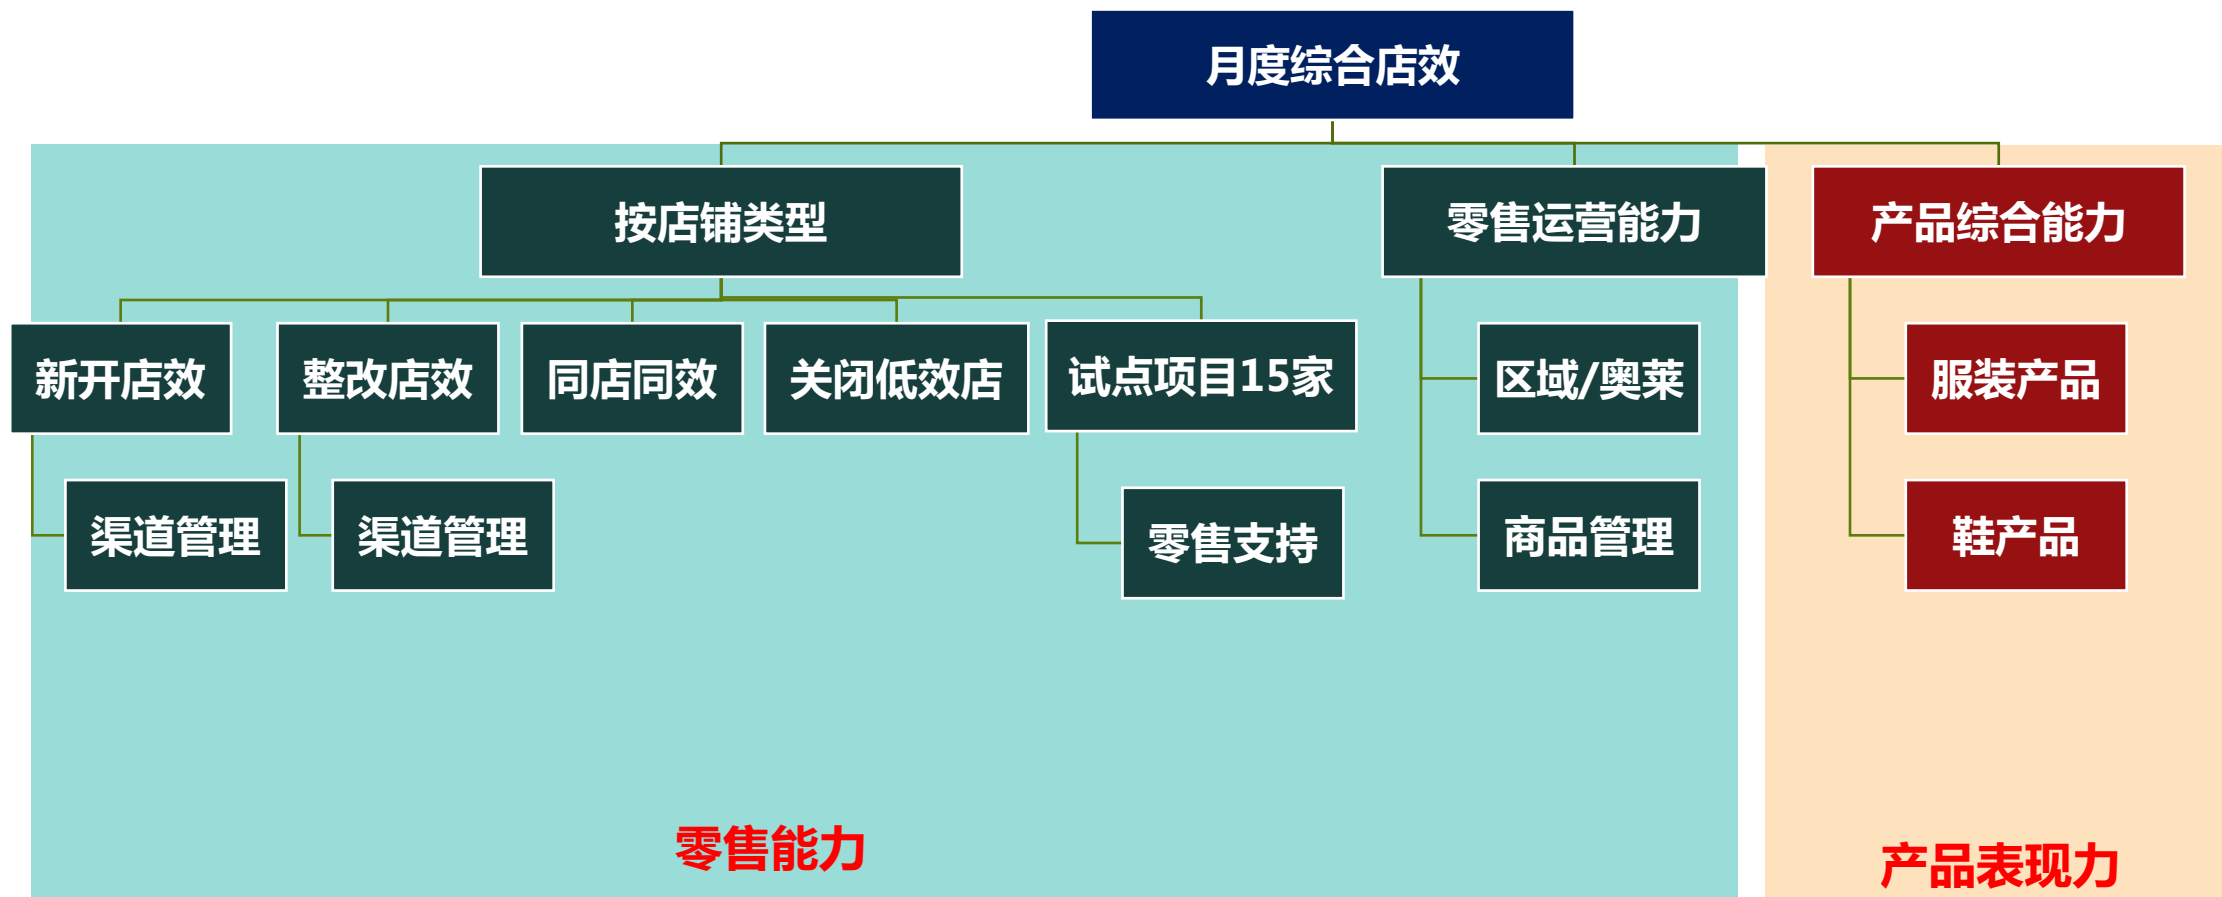 月度综合店效
按店铺类型
零售运营能力
产品综合能力
新开店效
整改店效
同店同效
关闭低效店
试点项目15家
区域/奥莱
服装产品
渠道管理
渠道管理
零售支持
商品管理
鞋产品
零售能力
产品表现力